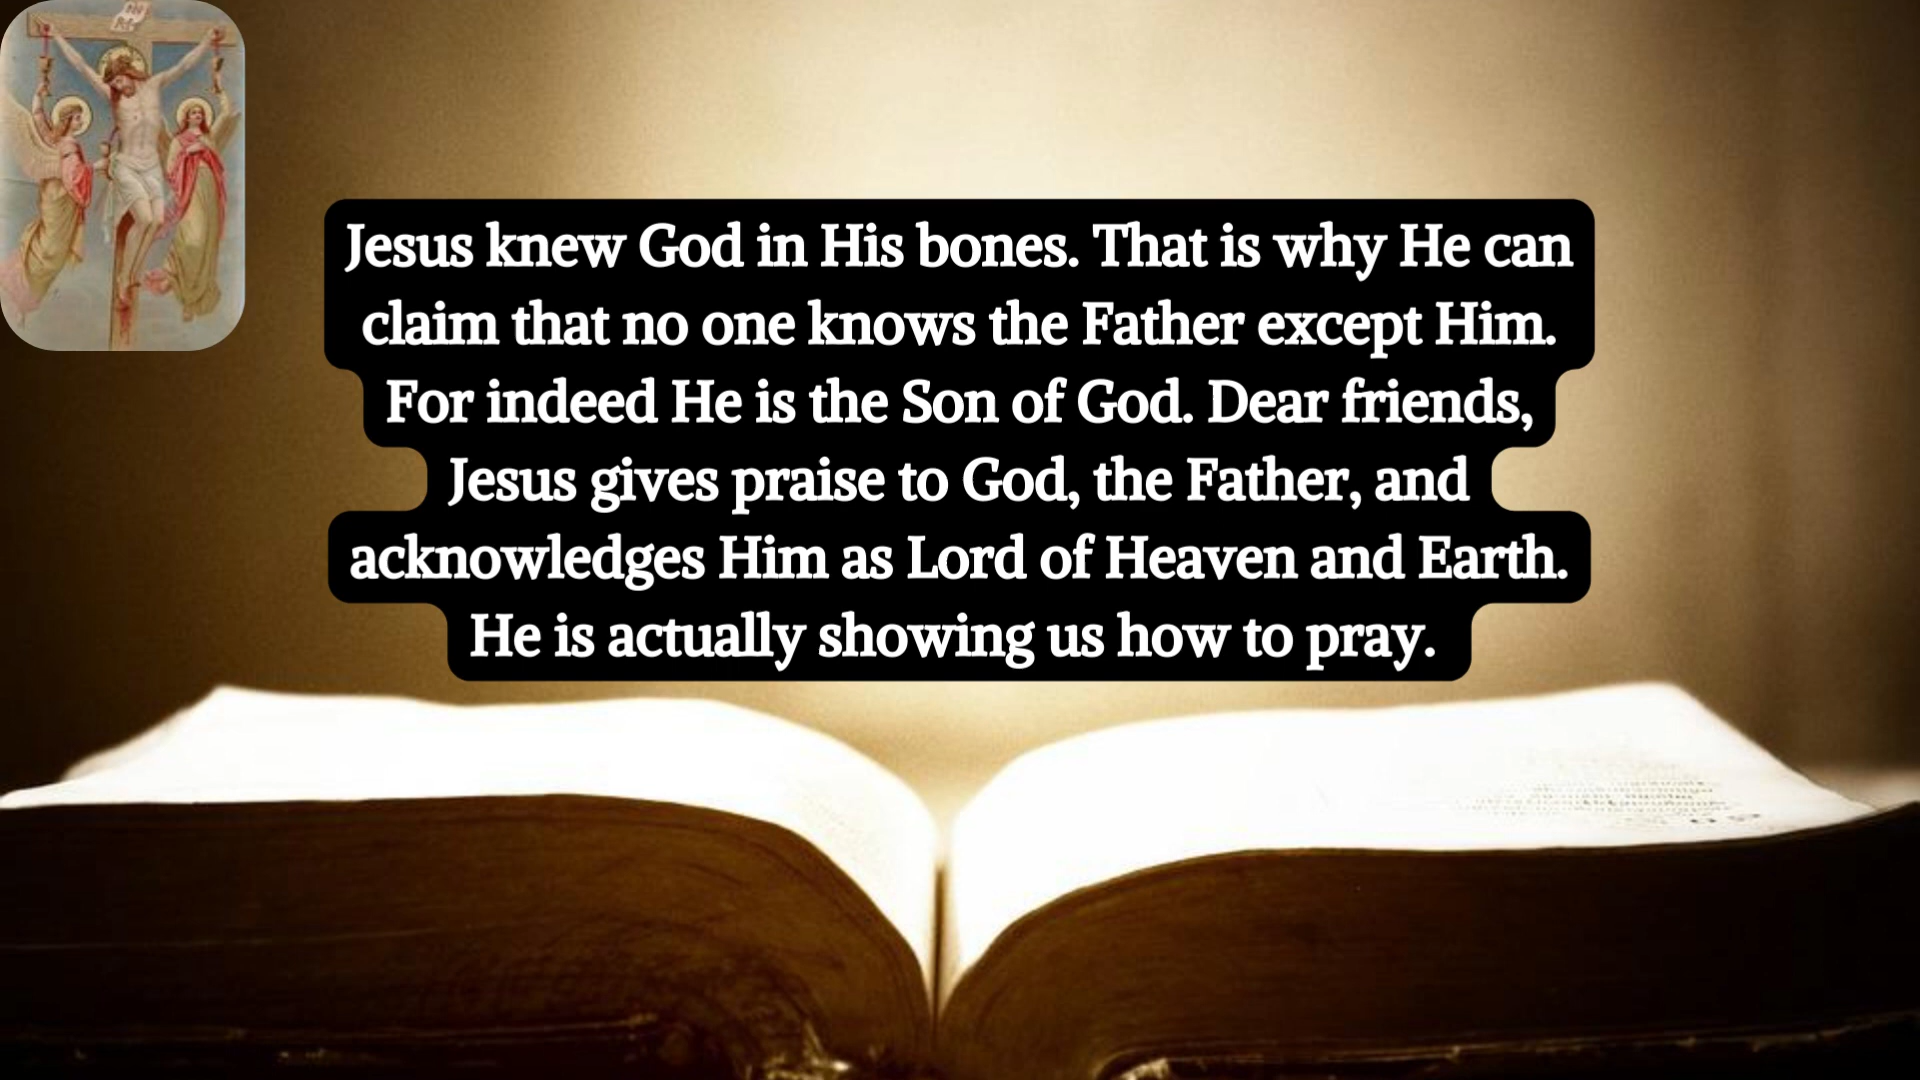 Jesus knew God in His bones. That is why He can
claim that no one knows the Father except Him.
For indeed He is the Son of God. Dear friends,
Jesus gives praise to God, the Father, and
acknowledges Him as Lord of Heaven and Earth.
He is actually showing us how to pray.